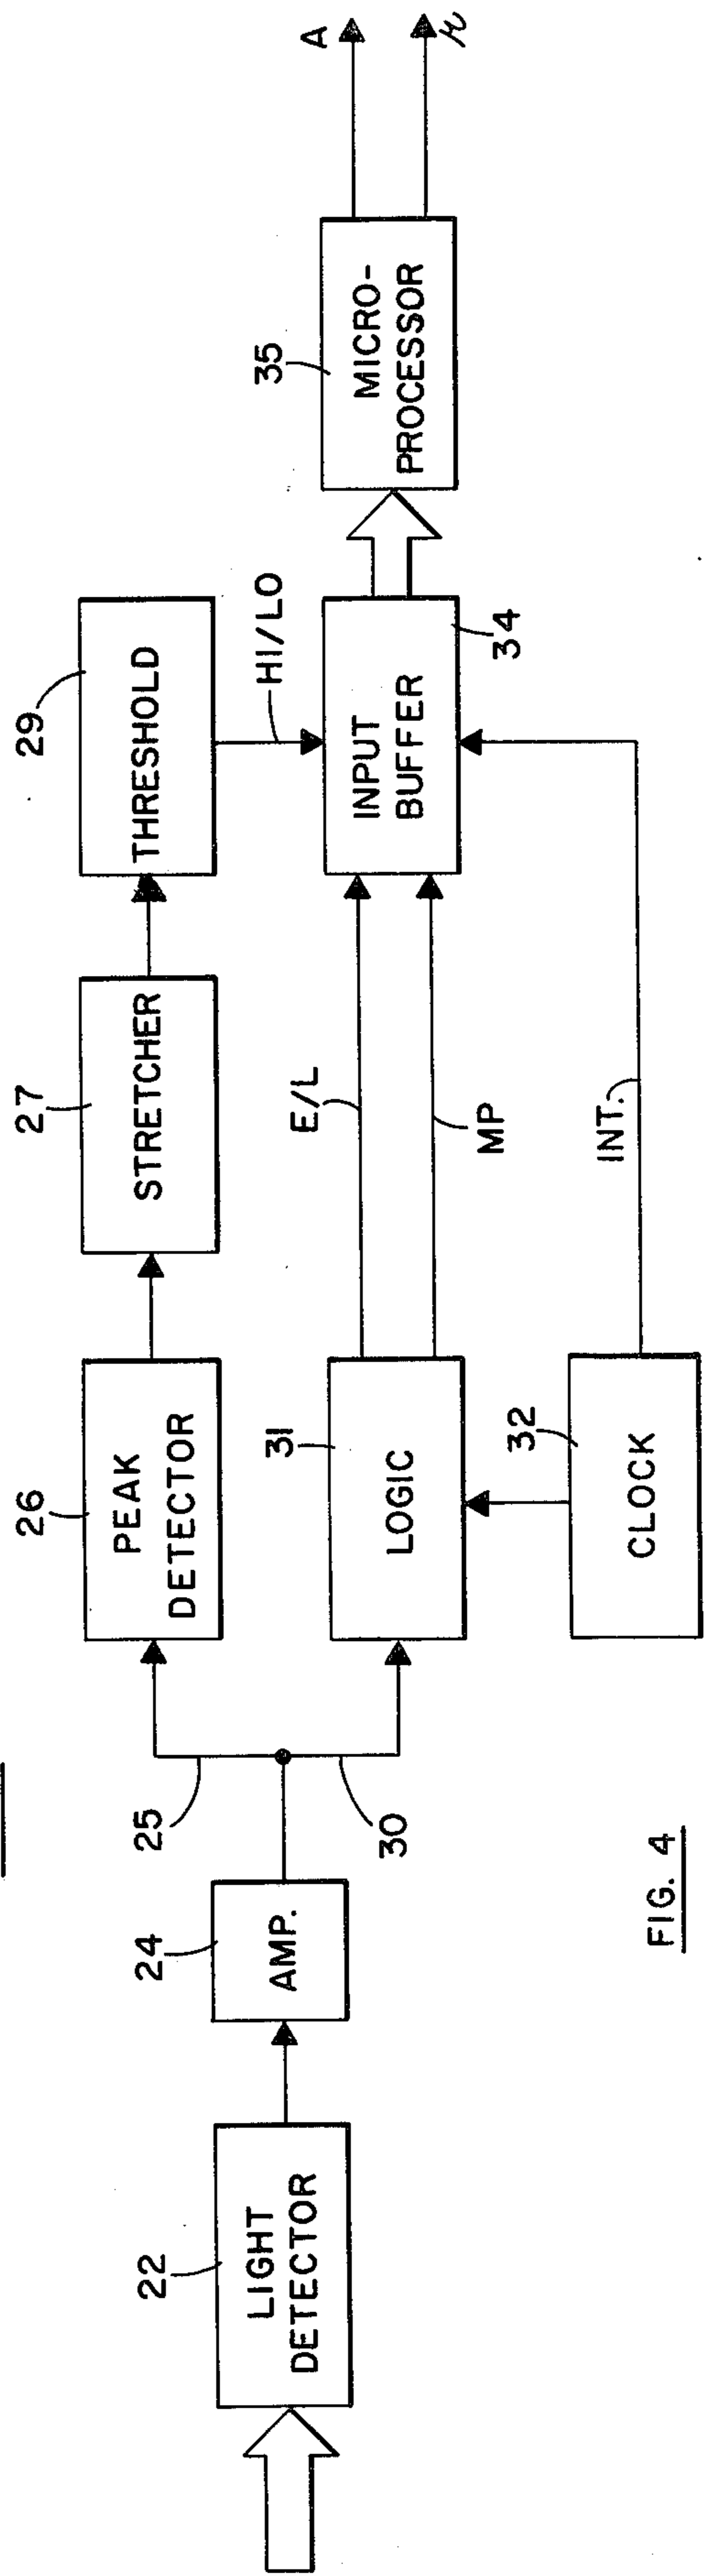 22
LIGHT
DETECTOR
24
AMP.
25
30
26
PEAK
DETECTOR
27
STRETCHER
29
THRESHOLD
HI/LO
31
LOGIC
E/L
MP
32
CLOCK
INT.
INPUT
BUFFER
34
35
MICRO-
PROCESSOR
A
FIG. 4